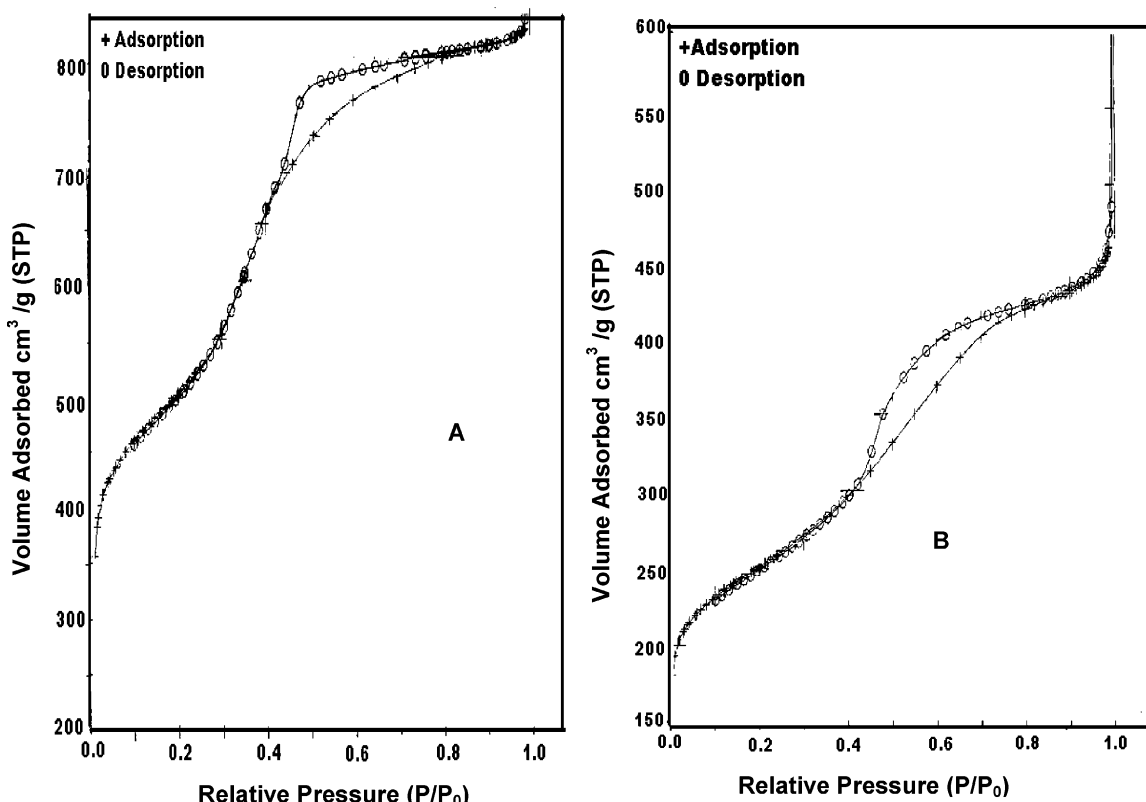 + Adsorption
0 Desorption
800
700
600
500
400
300
200
0.0 0.2 0.4 0.6 0.8 1.0
Volume Adsorbed cm³ /g (STP)
Relative Pressure (P/P₀)
A
+Adsorption
0 Desorption
600
550
500
450
400
350
300
250
200
150
0.0 0.2 0.4 0.6 0.8 1.0
Volume Adsorbed cm³ /g (STP)
Relative Pressure (P/P₀)
B